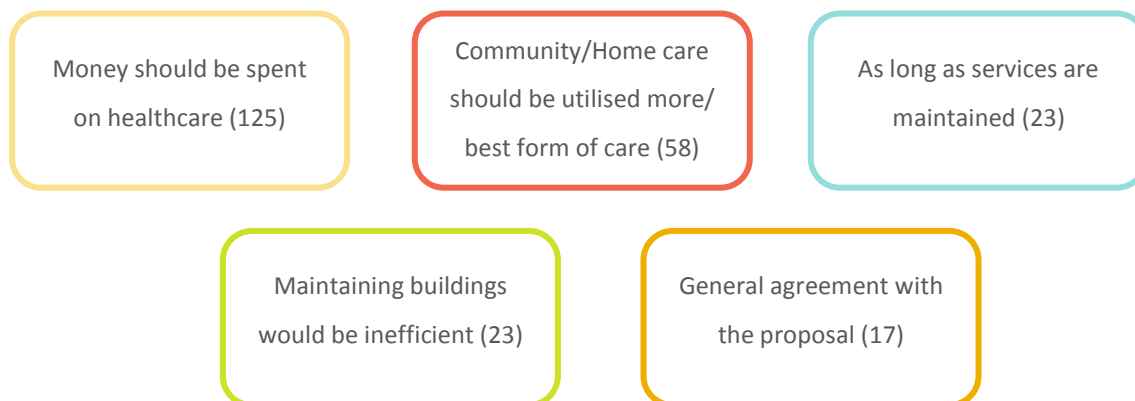 Money should be spent
on healthcare (125)
Community/Home care
should be utilised more/
best form of care (58)
As long as services are
maintained (23)
Maintaining buildings
would be inefficient (23)
General agreement with
the proposal (17)